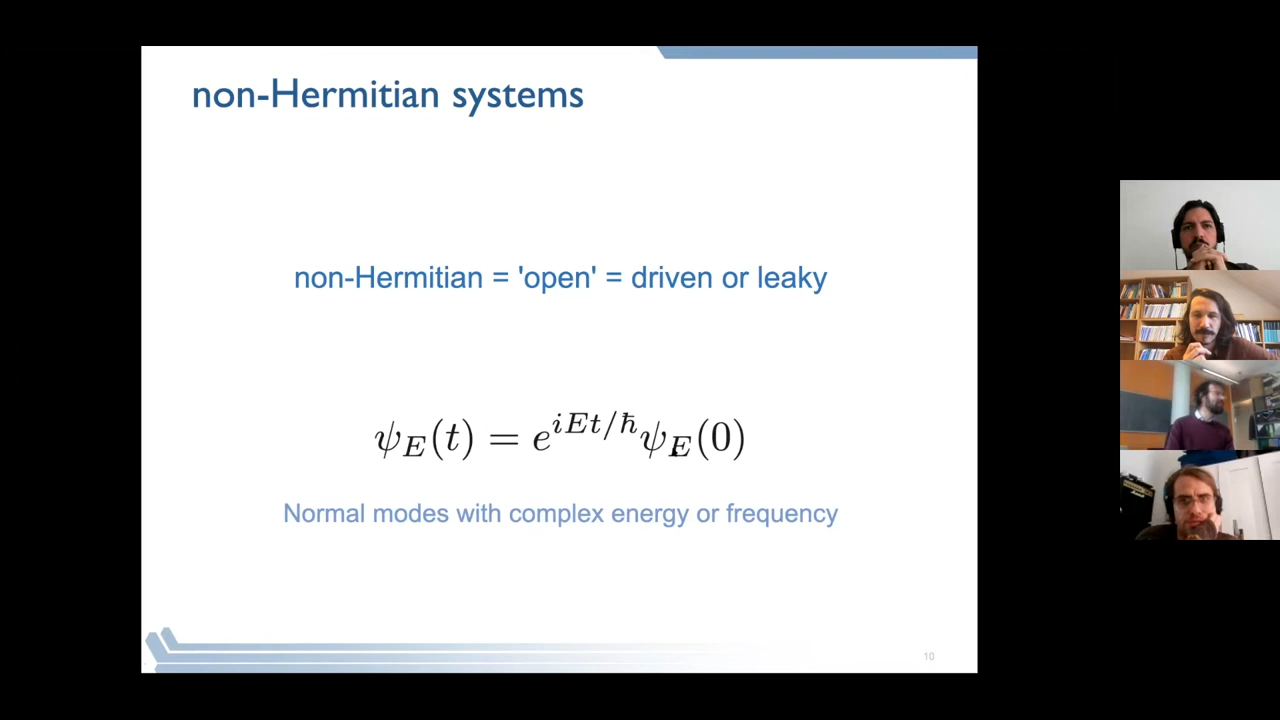 non-Hermitian systems
non-Hermitian = 'open' = driven or leaky
ψ_E(t) = e^{iEt/ħ}ψ_E(0)
Normal modes with complex energy or frequency
10